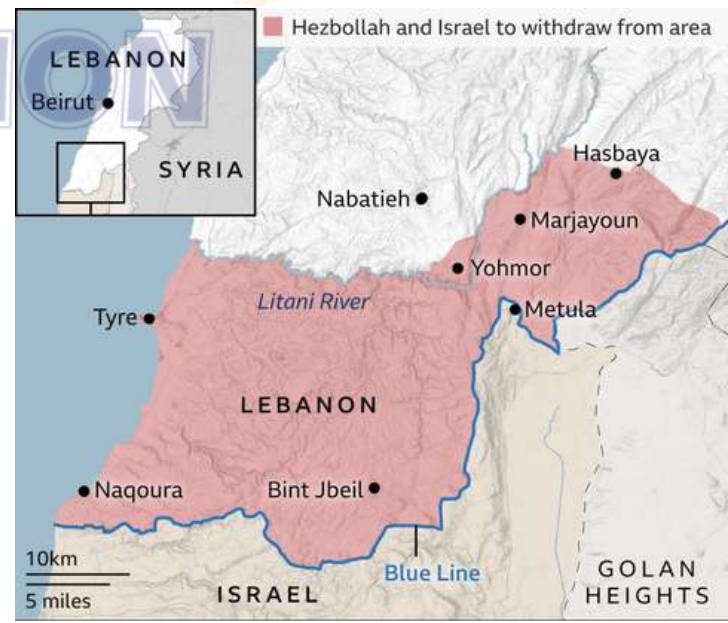 Hezbollah and Israel to withdraw from area
LEBANON
Beirut
SYRIA
Hasbaya
Nabatieh
Marjayoun
Yohmor
Litani River
Metula
Tyre
LEBANON
Naqoura
Bint Jbeil
10km
5 miles
Blue Line
ISRAEL
GOLAN
HEIGHTS